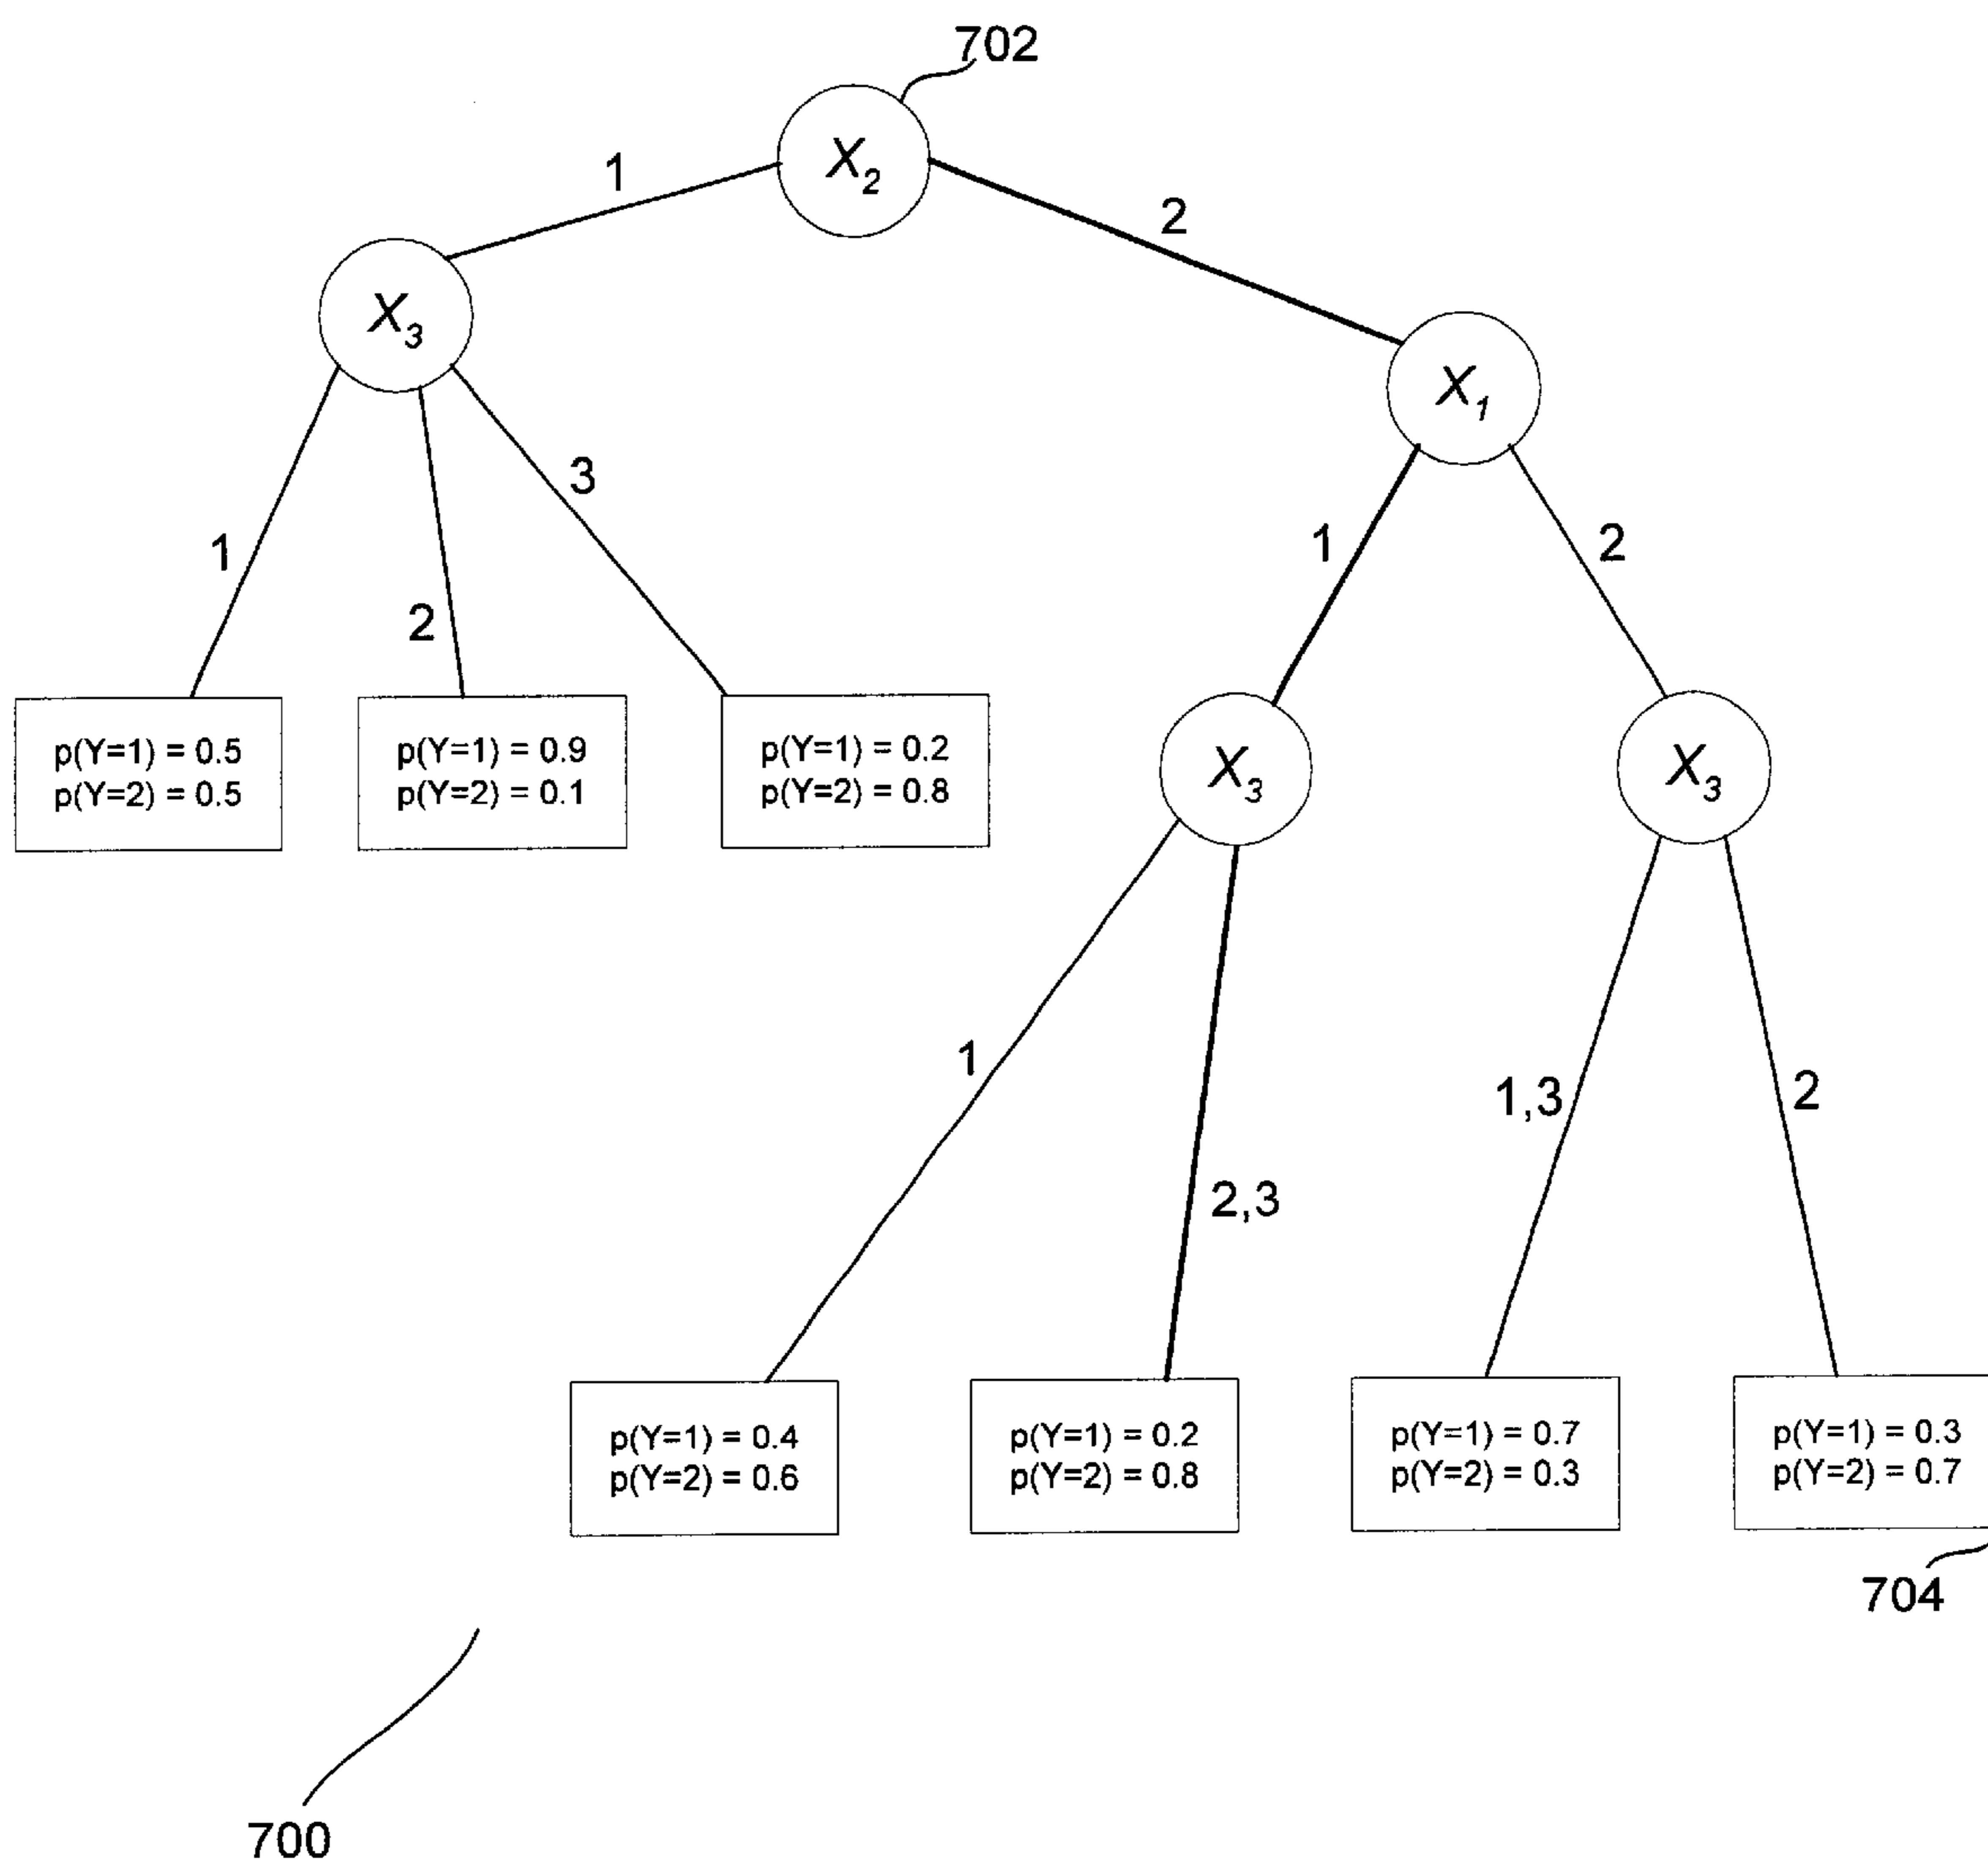 702
X2
1
2
X3
X1
1
2
3
1
2
p(Y=1) = 0.5
p(Y=2) = 0.5
p(Y=1) = 0.9
p(Y=2) = 0.1
p(Y=1) = 0.2
p(Y=2) = 0.8
X3
X3
1
2,3
1,3
2
p(Y=1) = 0.4
p(Y=2) = 0.6
p(Y=1) = 0.2
p(Y=2) = 0.8
p(Y=1) = 0.7
p(Y=2) = 0.3
p(Y=1) = 0.3
p(Y=2) = 0.7
704
700